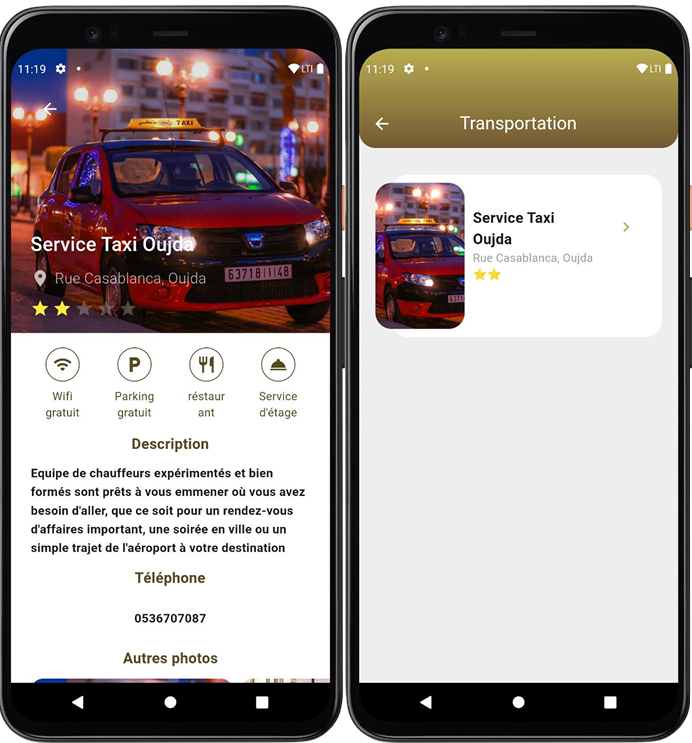 11:19
LTI
TAXI
Service Taxi Oujda
63718
48
Rue Casablanca, Oujda
Wifi
gratuit
P
Parking
gratuit
réstaur
ant
Service
d'étage
Description
Equipe de chauffeurs expérimentés et bien
formés sont prêts à vous emmener où vous avez
besoin d'aller, que ce soit pour un rendez-vous
d'affaires important, une soirée en ville ou un
simple trajet de l'aéroport à votre destination
Téléphone
0536707087
Autres photos
11:19
LTI
Transportation
TAXI
Service Taxi
Oujda
Rue Casablanca, Oujda